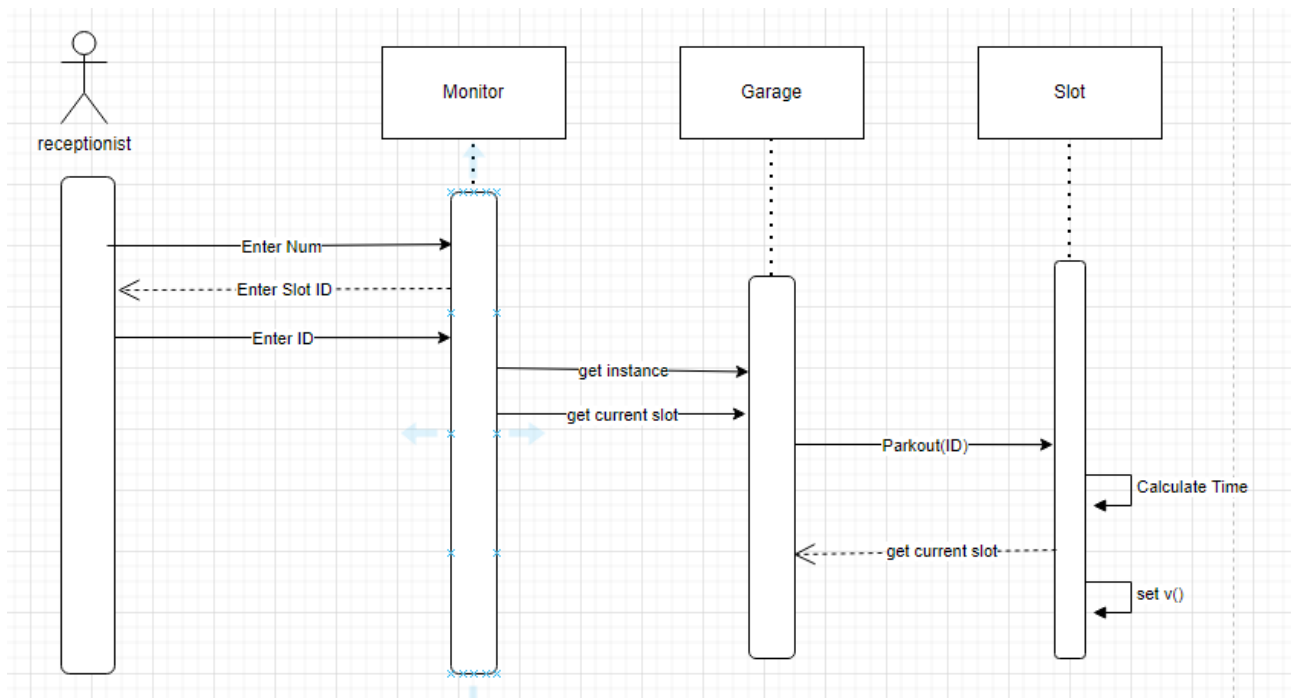 receptionist
Monitor
Garage
Slot
Enter Num
Enter Slot ID
Enter ID
get instance
get current slot
Parkout(ID)
Calculate Time
get current slot
set v()